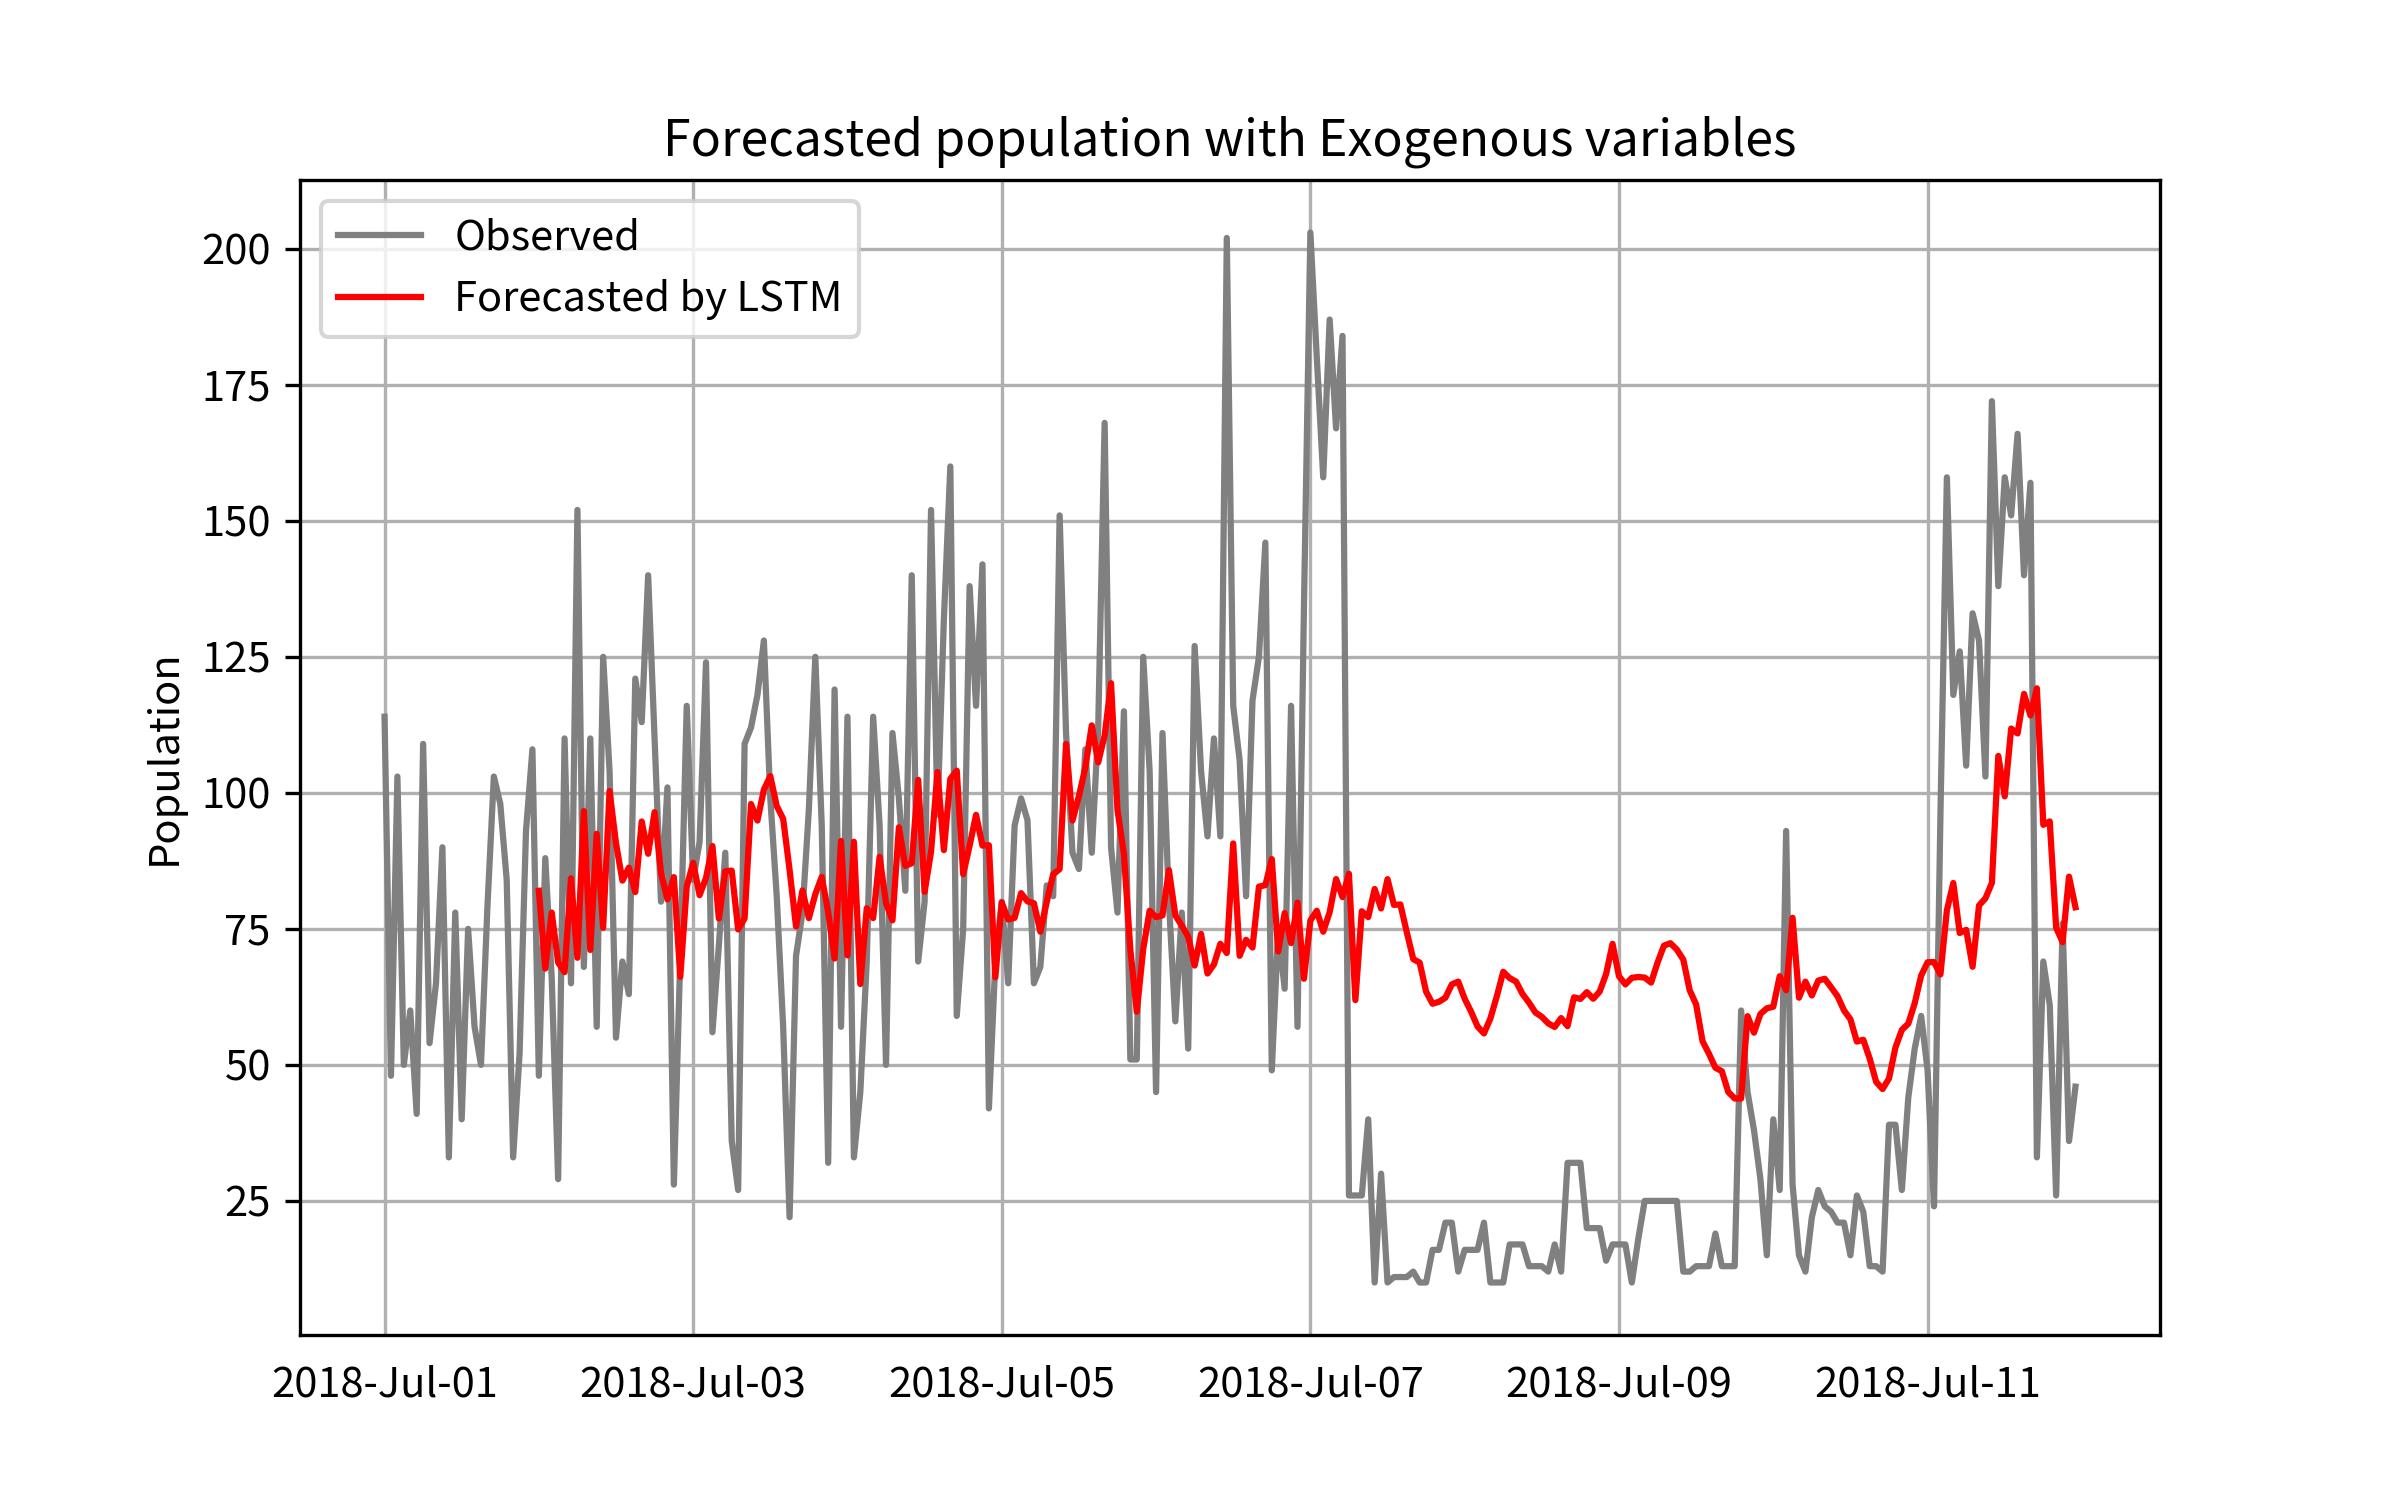 Forecasted population with Exogenous variables
Observed
Forecasted by LSTM
Population
200
175
150
125
100
75
50
25
2018-Jul-01
2018-Jul-03
2018-Jul-05
2018-Jul-07
2018-Jul-09
2018-Jul-11